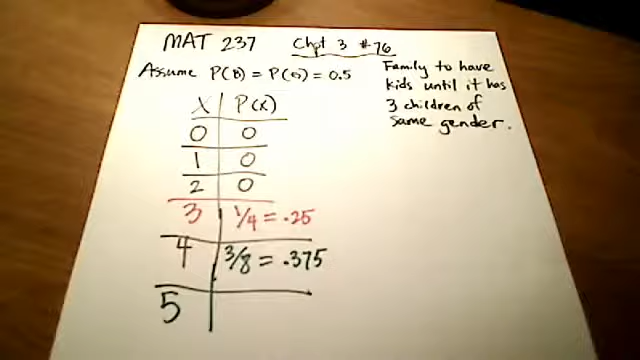 MAT 237 Chpt 3 #76
Assume P(B) = P(G) = 0.5
Family to have
kids until it has
3 children of
same gender.
X P(X)
0 0
1 0
2 0
3 1/4 = .25
4 3/8 = .375
5